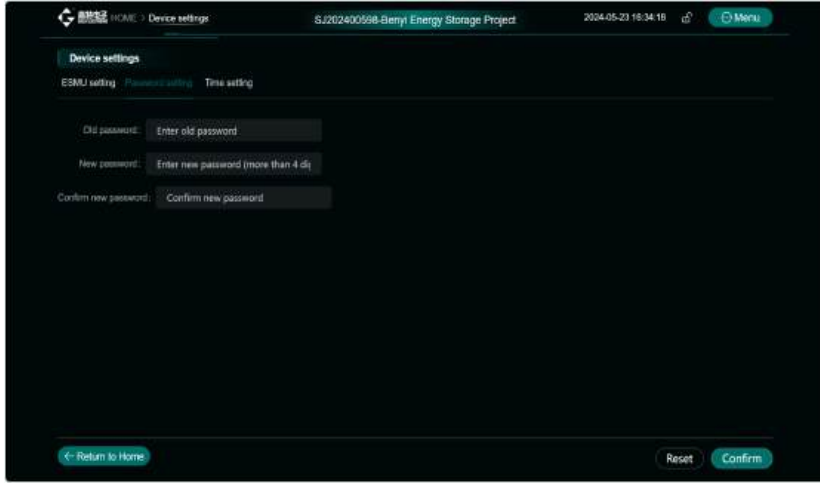 HOME > Device settings
SJ202400598-Benyi Energy Storage Project
2024-05-23 16:34:18
Menu
Device settings
ESMU setting Password setting Time setting
Old password: Enter old password
New password: Enter new password (more than 4 dig
Confirm new password: Confirm new password
← Return to Home
Reset
Confirm